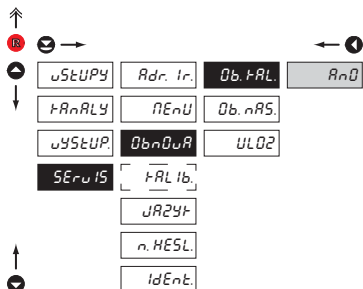 R
vSTUPY Adr. Ir. Ob. KAL. AnO
KAnALY MEnU Ob. nAS.
vYSTUP. ObnOvA ULOZ
SErvIS KALIb.
JAZYK
n. HESL.
IdEnt.